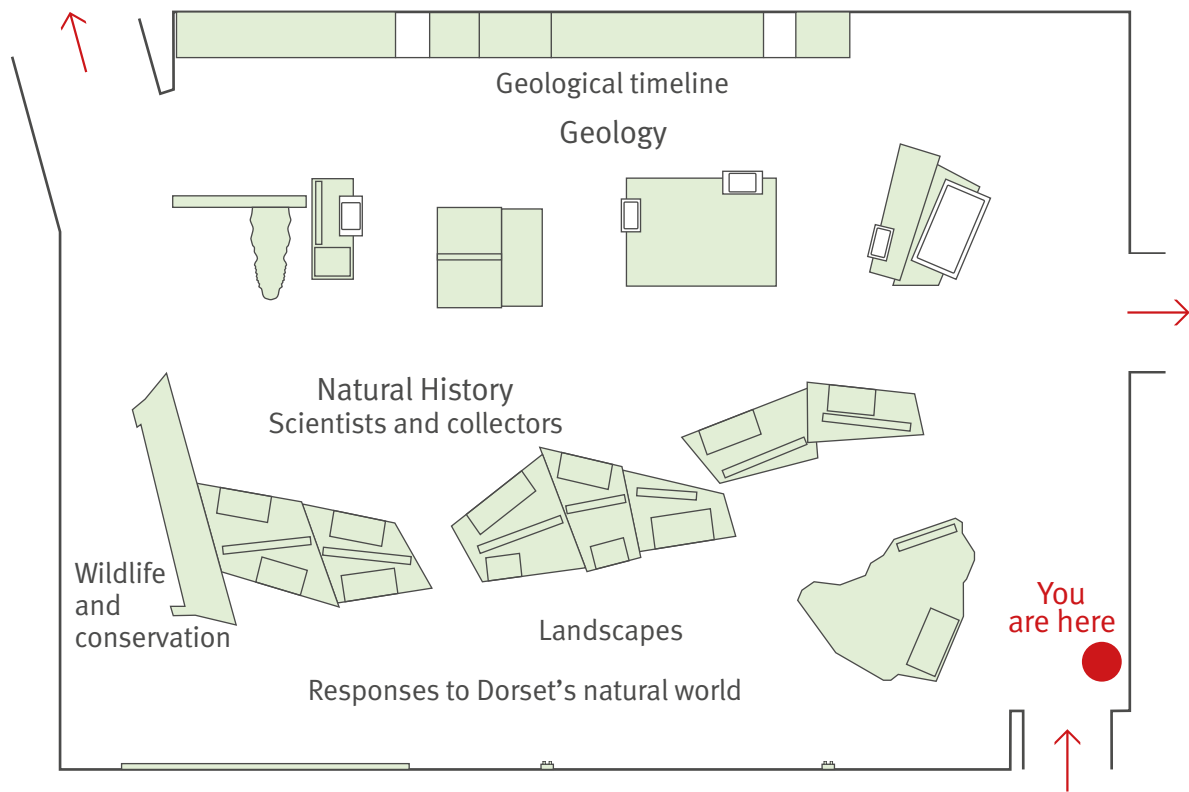 Geological timeline
Geology
Natural History
Scientists and collectors
Wildlife
and
conservation
Landscapes
Responses to Dorset’s natural world
You
are here